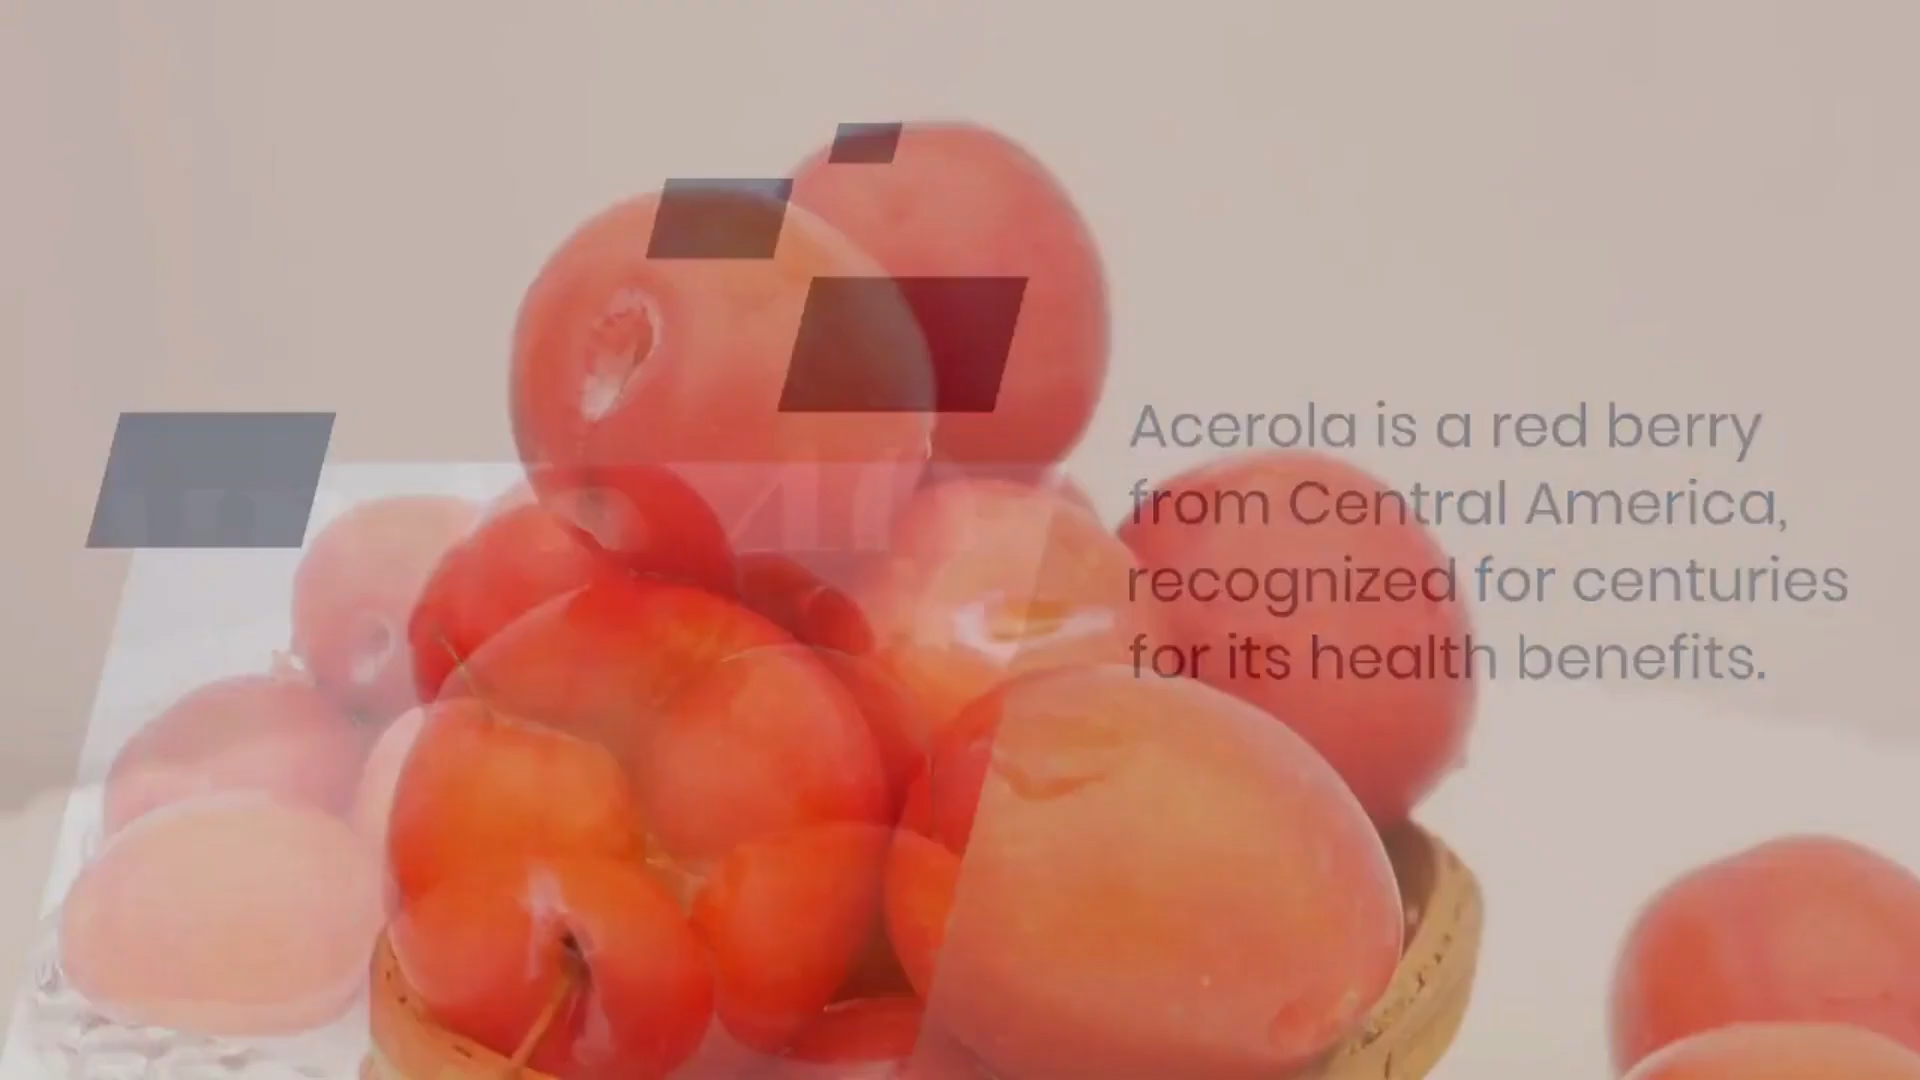 Acerola is a red berry
from Central America,
recognized for centuries
for its health benefits.